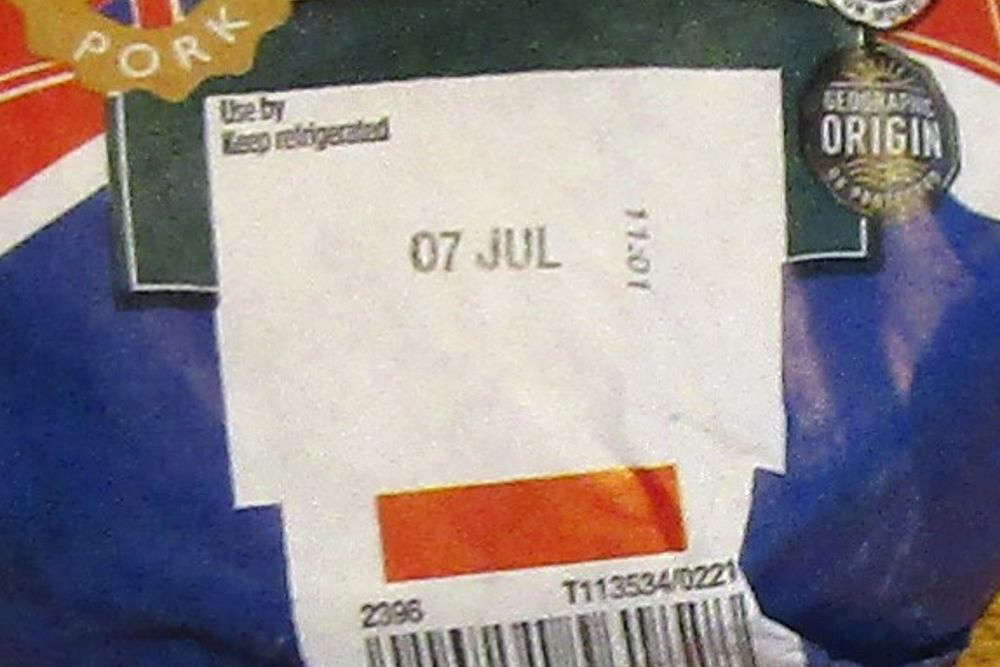 PORK
GEOGRAPHIC
ORIGIN
Use by
Keep refrigerated
07 JUL
11:01
2396
T113534/0221